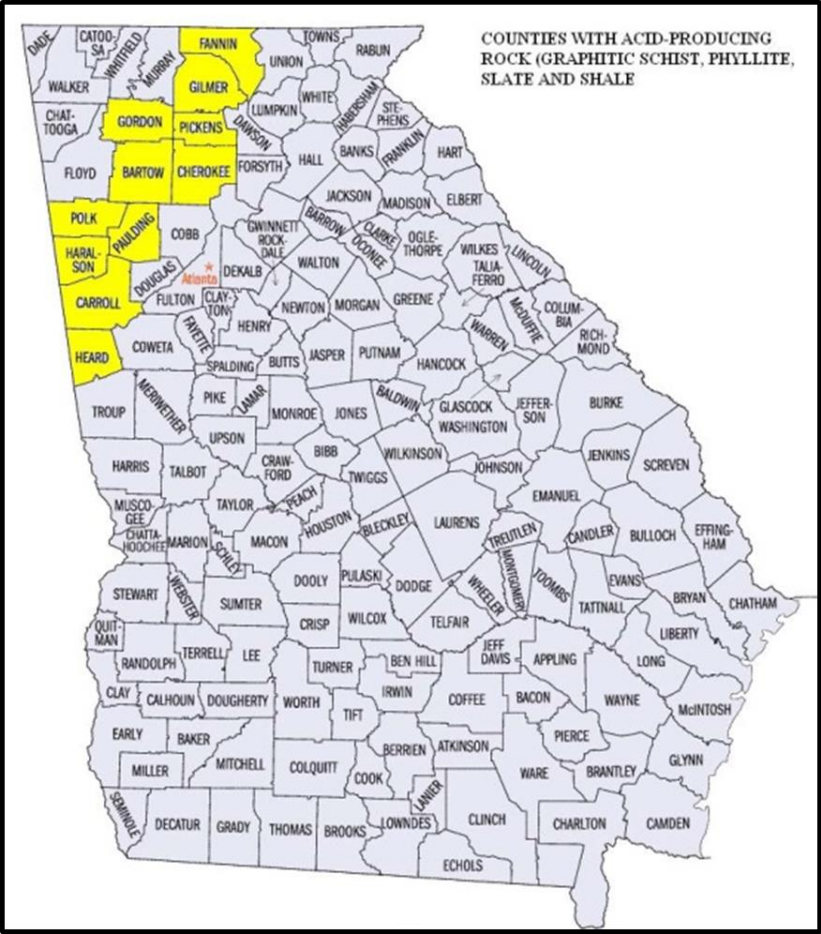 COUNTIES WITH ACID-PRODUCING
ROCK (GRAPHITIC SCHIST, PHYLLITE,
SLATE AND SHALE
DADE
CATOO-
SA
WHITFIELD
MURRAY
FANNIN
UNION
TOWNS
RABUN
WALKER
GILMER
LUMPKIN
WHITE
HABERSHAM
STE-
PHENS
CHAT-
TOOGA
GORDON
PICKENS
DAWSON
HALL
BANKS
FRANKLIN
HART
FLOYD
BARTOW
CHEROKEE
FORSYTH
JACKSON
MADISON
ELBERT
POLK
PAULDING
COBB
GWINNETT
BARROW
CLARKE
OCONEE
OGLE-
THORPE
WILKES
LINCOLN
HARAL-
SON
DOUGLAS
Atlanta
DEKALB
ROCK-
DALE
WALTON
TALIA-
FERRO
CARROLL
FULTON
CLAY-
TON
NEWTON
MORGAN
GREENE
McDUFFIE
COLUM-
BIA
HEARD
COWETA
FAYETTE
HENRY
WARREN
RICH-
MOND
SPALDING
BUTTS
JASPER
PUTNAM
HANCOCK
TROUP
MERIWETHER
PIKE
LAMAR
MONROE
JONES
BALDWIN
GLASCOCK
WASHINGTON
JEFFER-
SON
BURKE
UPSON
HARRIS
TALBOT
CRAW-
FORD
BIBB
TWIGGS
WILKINSON
JOHNSON
JENKINS
SCREVEN
EMANUEL
MUSCO-
GEE
TAYLOR
PEACH
HOUSTON
BLECKLEY
LAURENS
TREUTLEN
CANDLER
BULLOCH
EFFING-
HAM
CHATTA-
HOOCHEE
MARION
SCHLEY
MACON
DOOLY
PULASKI
DODGE
WHEELER
MONTGOMERY
TOOMBS
EVANS
TATTNALL
BRYAN
CHATHAM
STEWART
WEBSTER
SUMTER
CRISP
WILCOX
TELFAIR
LIBERTY
QUIT-
MAN
RANDOLPH
TERRELL
LEE
TURNER
BEN HILL
JEFF
DAVIS
APPLING
LONG
CLAY
CALHOUN
DOUGHERTY
WORTH
TIFT
IRWIN
COFFEE
BACON
WAYNE
McINTOSH
EARLY
BAKER
MITCHELL
COLQUITT
COOK
BERRIEN
ATKINSON
PIERCE
WARE
BRANTLEY
GLYNN
MILLER
SEMINOLE
DECATUR
GRADY
THOMAS
BROOKS
LOWNDES
LANIER
CLINCH
ECHOLS
CHARLTON
CAMDEN